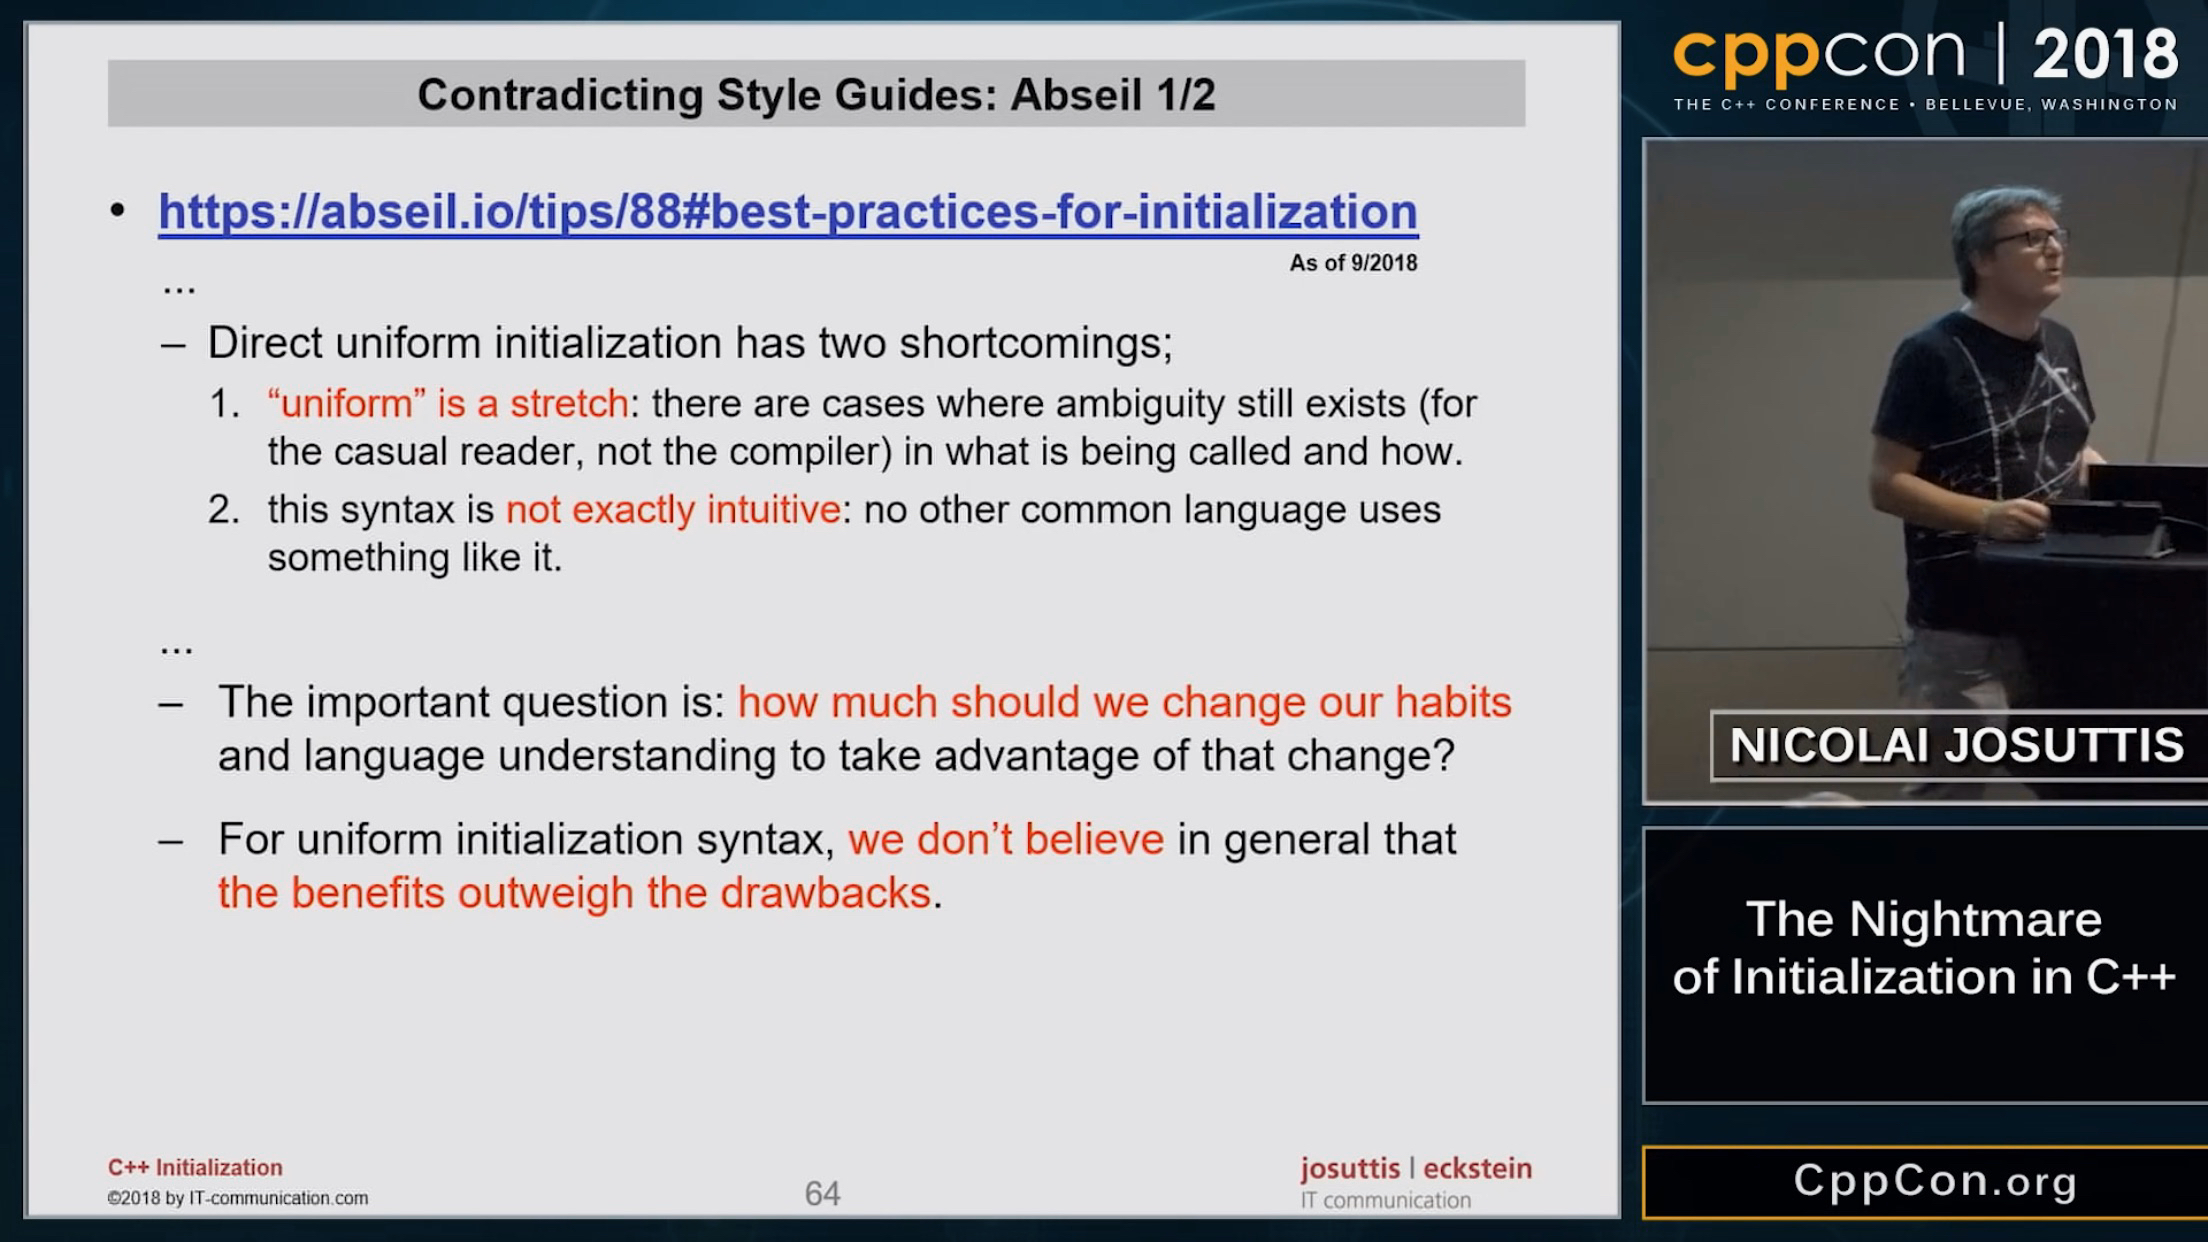 Contradicting Style Guides: Abseil 1/2
• https://abseil.io/tips/88#best-practices-for-initialization
As of 9/2018
...
– Direct uniform initialization has two shortcomings;
1. “uniform” is a stretch: there are cases where ambiguity still exists (for
the casual reader, not the compiler) in what is being called and how.
2. this syntax is not exactly intuitive: no other common language uses
something like it.
...
– The important question is: how much should we change our habits
and language understanding to take advantage of that change?
– For uniform initialization syntax, we don’t believe in general that
the benefits outweigh the drawbacks.
C++ Initialization
©2018 by IT-communication.com
64
josuttis | eckstein
IT communication
cppcon | 2018
THE C++ CONFERENCE • BELLEVUE, WASHINGTON
NICOLAI JOSUTTIS
The Nightmare
of Initialization in C++
CppCon.org